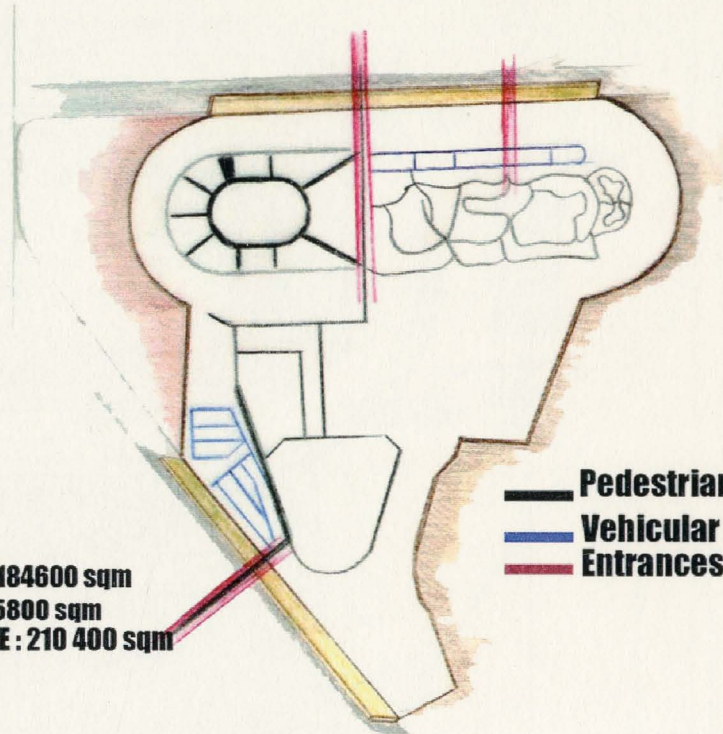 Pedestrian
Vehicular
Entrances
184600 sqm
5800 sqm
E : 210 400 sqm